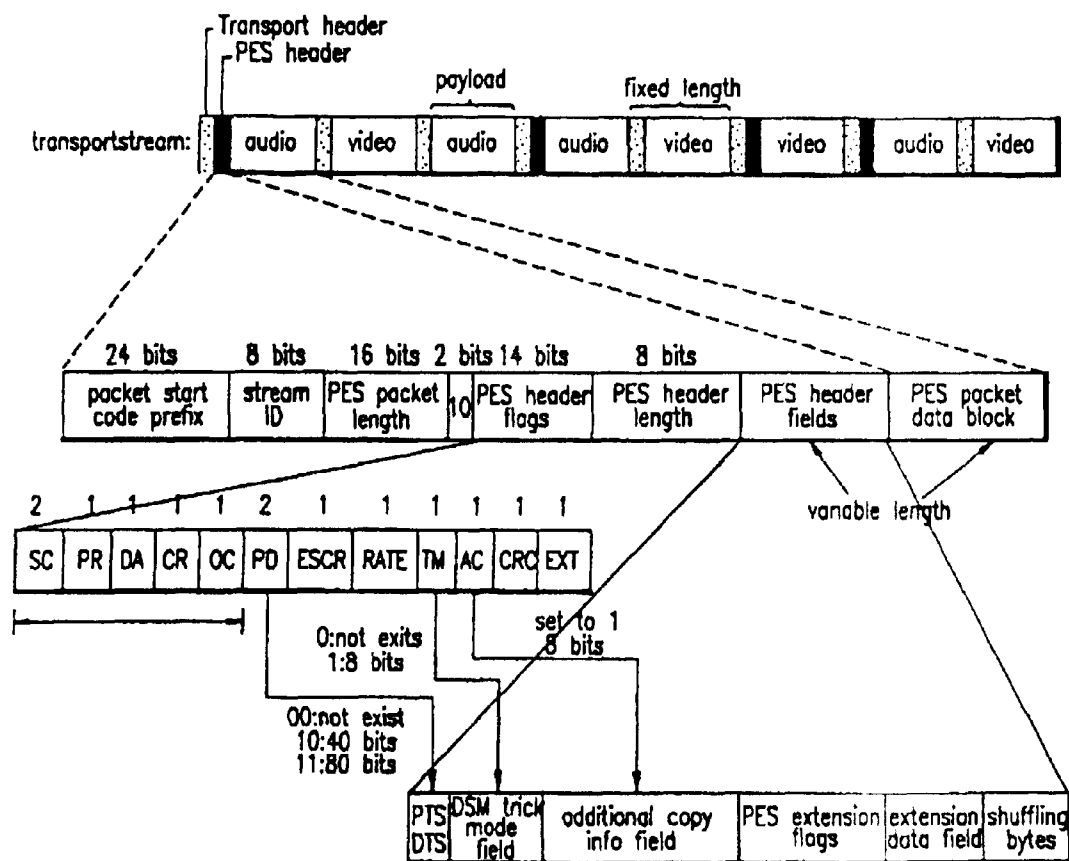 Transport header
PES header
payload
fixed length
transportstream:
audio
video
audio
audio
video
video
audio
video
24 bits
8 bits
16 bits
2 bits
14 bits
8 bits
packet start code prefix
stream ID
PES packet length
10
PES header flags
PES header length
PES header fields
PES packet data block
vanable length
2 1 1 1 1 2 1 1 1 1 1 1
SC PR DA CR OC PD ESCR RATE TM AC CRC EXT
0:not exits
1:8 bits
set to 1
8 bits
00:not exist
10:40 bits
11:80 bits
PTS DTS
DSM trick mode field
additional copy info field
PES extension flags
extension data field
shuffling bytes